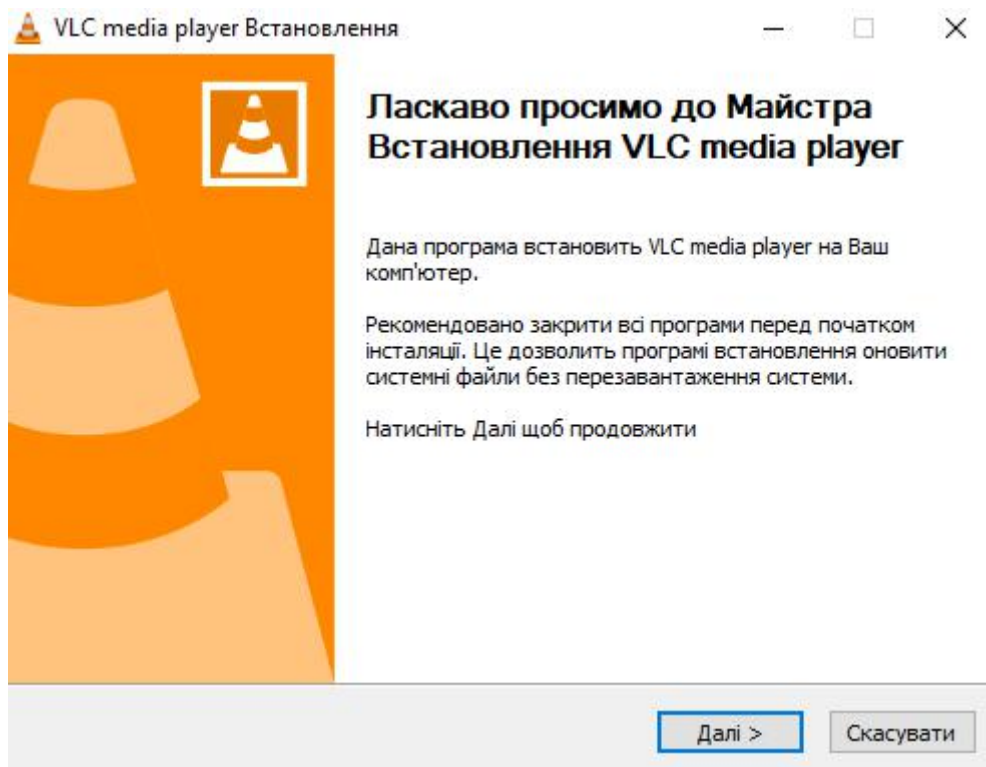 VLC media player Встановлення
Ласкаво просимо до Майстра
Встановлення VLC media player
Дана програма встановить VLC media player на Ваш
комп'ютер.
Рекомендовано закрити всі програми перед початком
інсталяції. Це дозволить програмі встановлення оновити
системні файли без перезавантаження системи.
Натисніть Далі щоб продовжити
Далі >
Скасувати